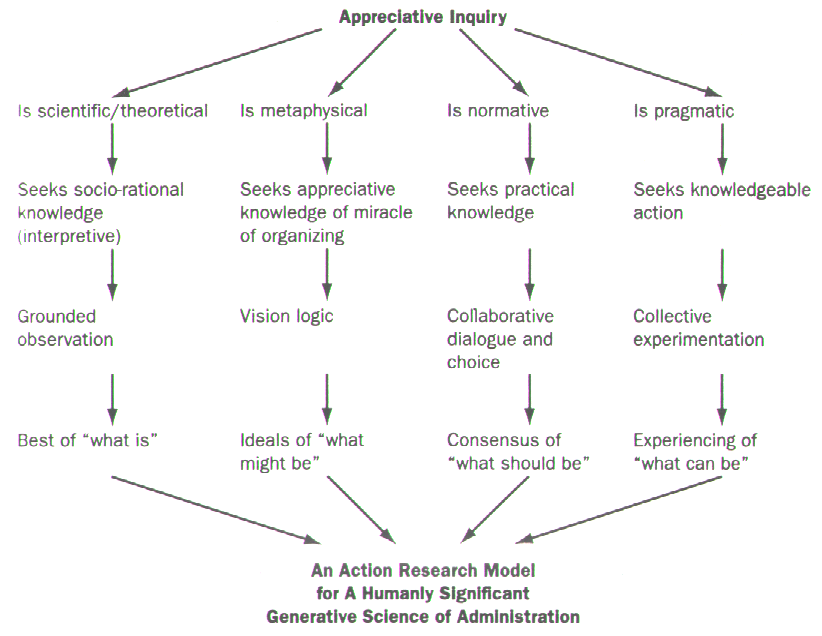 Appreciative Inquiry
Is scientific/theoretical
Is metaphysical
Is normative
Is pragmatic
Seeks socio-rational
knowledge
(interpretive)
Seeks appreciative
knowledge of miracle
of organizing
Seeks practical
knowledge
Seeks knowledgeable
action
Grounded
observation
Vision logic
Collaborative
dialogue and
choice
Collective
experimentation
Best of “what is”
Ideals of “what
might be”
Consensus of
“what should be”
Experiencing of
“what can be”
An Action Research Model
for A Humanly Significant
Generative Science of Administration